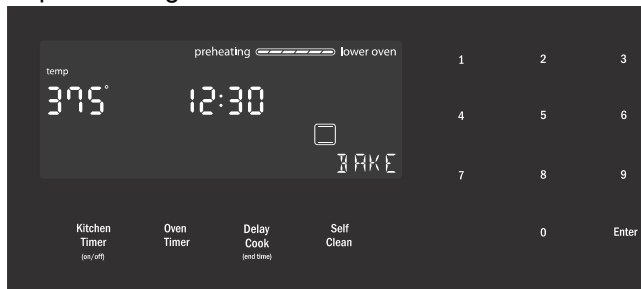 preheating lower oven
temp
375° 12:30
BAKE
1 2 3
4 5 6
7 8 9
0 Enter
Kitchen Timer (on/off)
Oven Timer
Delay Cook (end time)
Self Clean